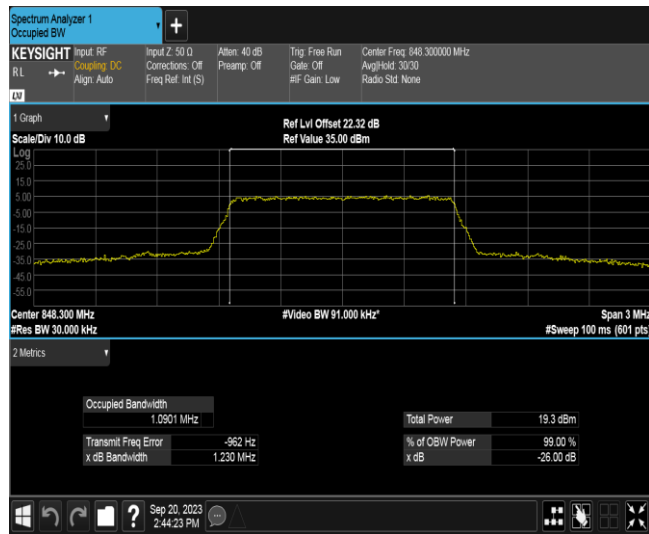 Spectrum Analyzer 1
Occupied BW
+
KEYSIGHT
R L
LXI
Input: RF
Coupling: DC
Align: Auto
Input Z: 50 Ω
Corrections: Off
Freq Ref: Int (S)
Atten: 40 dB
Preamp: Off
Trig: Free Run
Gate: Off
#IF Gain: Low
Center Freq: 848.300000 MHz
Avg|Hold: 30/30
Radio Std: None
1 Graph
Scale/Div 10.0 dB
Ref Lvl Offset 22.32 dB
Ref Value 35.00 dBm
Log
25.0
15.0
5.00
-5.00
-15.0
-25.0
-35.0
-45.0
-55.0
Center 848.300 MHz
#Video BW 91.000 kHz*
Span 3 MHz
#Res BW 30.000 kHz
#Sweep 100 ms (601 pts)
2 Metrics
Occupied Bandwidth
1.0901 MHz
Total Power 19.3 dBm
Transmit Freq Error -962 Hz
% of OBW Power 99.00 %
x dB Bandwidth 1.230 MHz
x dB -26.00 dB
?
Sep 20, 2023
2:44:23 PM